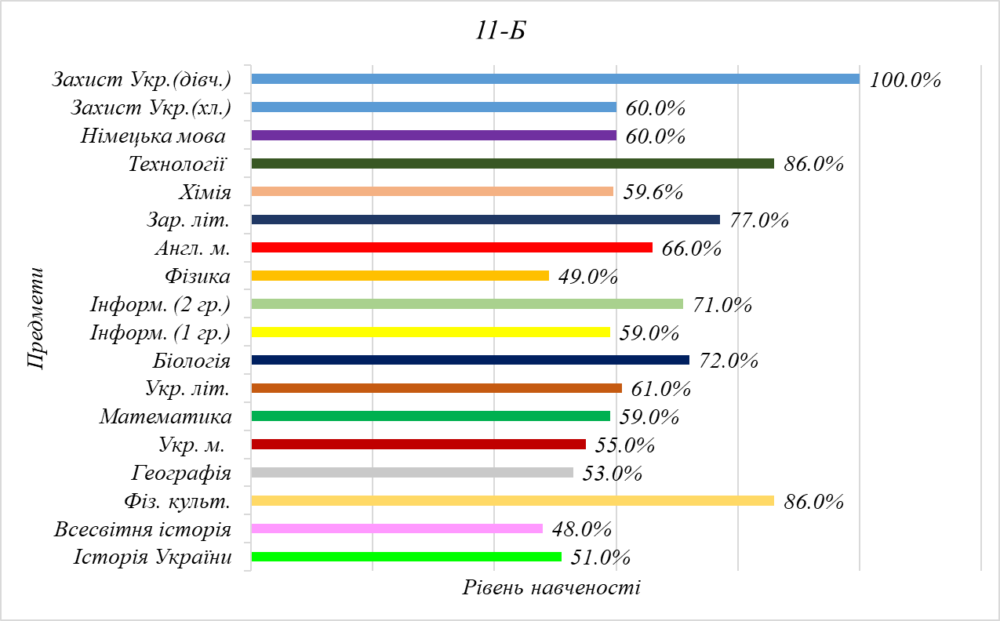 11-Б
Захист Укр.(дівч.) 100.0%
Захист Укр.(хл.) 60.0%
Німецька мова 60.0%
Технології 86.0%
Хімія 59.6%
Зар. літ. 77.0%
Англ. м. 66.0%
Фізика 49.0%
Інформ. (2 гр.) 71.0%
Інформ. (1 гр.) 59.0%
Біологія 72.0%
Укр. літ. 61.0%
Математика 59.0%
Укр. м. 55.0%
Географія 53.0%
Фіз. культ. 86.0%
Всесвітня історія 48.0%
Історія України 51.0%
Предмети
Рівень навченості